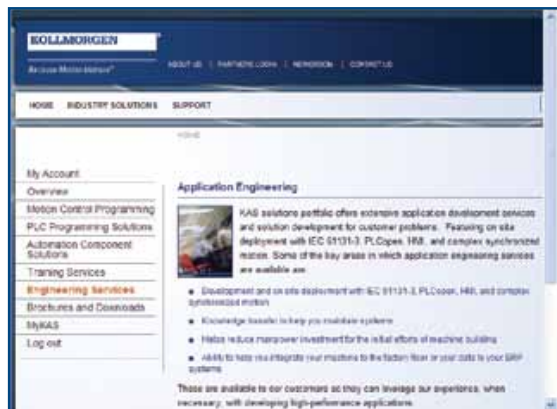 KOLLMORGEN
Because Motion Matters™
ABOUT US | PARTNERS LOGIN | NEWSROOM | CONTACT US
HOME INDUSTRY SOLUTIONS SUPPORT
HOME
My Account
Overview
Motion Control Programming
PLC Programming Solutions
Automation Component
Solutions
Training Services
Engineering Services
Brochures and Downloads
MyKAS
Log out
Application Engineering
KAS solutions portfolio offers extensive application development services
and solution development for customer problems. Featuring on site
deployment with IEC 61131-3, PLCopen, HMI, and complex synchronized
motion. Some of the key areas in which application engineering services
are available are:
Development and on site deployment with IEC 61131-3, PLCopen, HMI, and complex
synchronized motion
Knowledge transfer to help you maintain systems
Helps reduce manpower investment for the initial efforts of machine building
Ability to help you integrate your machine to the factory floor or your data to your ERP
systems
These are available to our customers so they can leverage our experience, when
necessary, with developing high-performance applications.